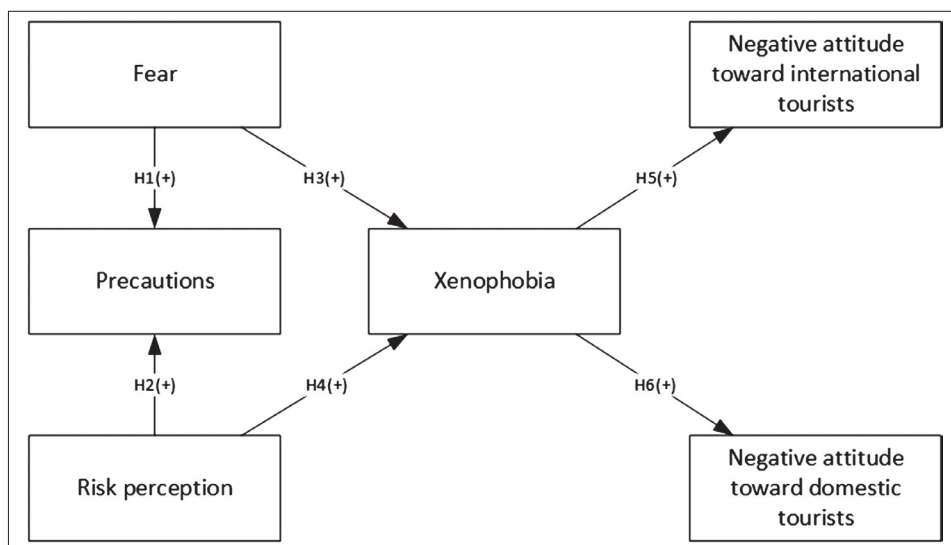 Fear
Negative attitude
toward international
tourists
H1(+)
H3(+)
H5(+)
Precautions
Xenophobia
H2(+)
H4(+)
H6(+)
Risk perception
Negative attitude
toward domestic
tourists